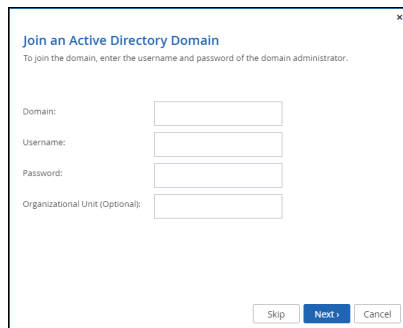 ×
Join an Active Directory Domain
To join the domain, enter the username and password of the domain administrator.
Domain:
Username:
Password:
Organizational Unit (Optional):
Skip
Next ›
Cancel